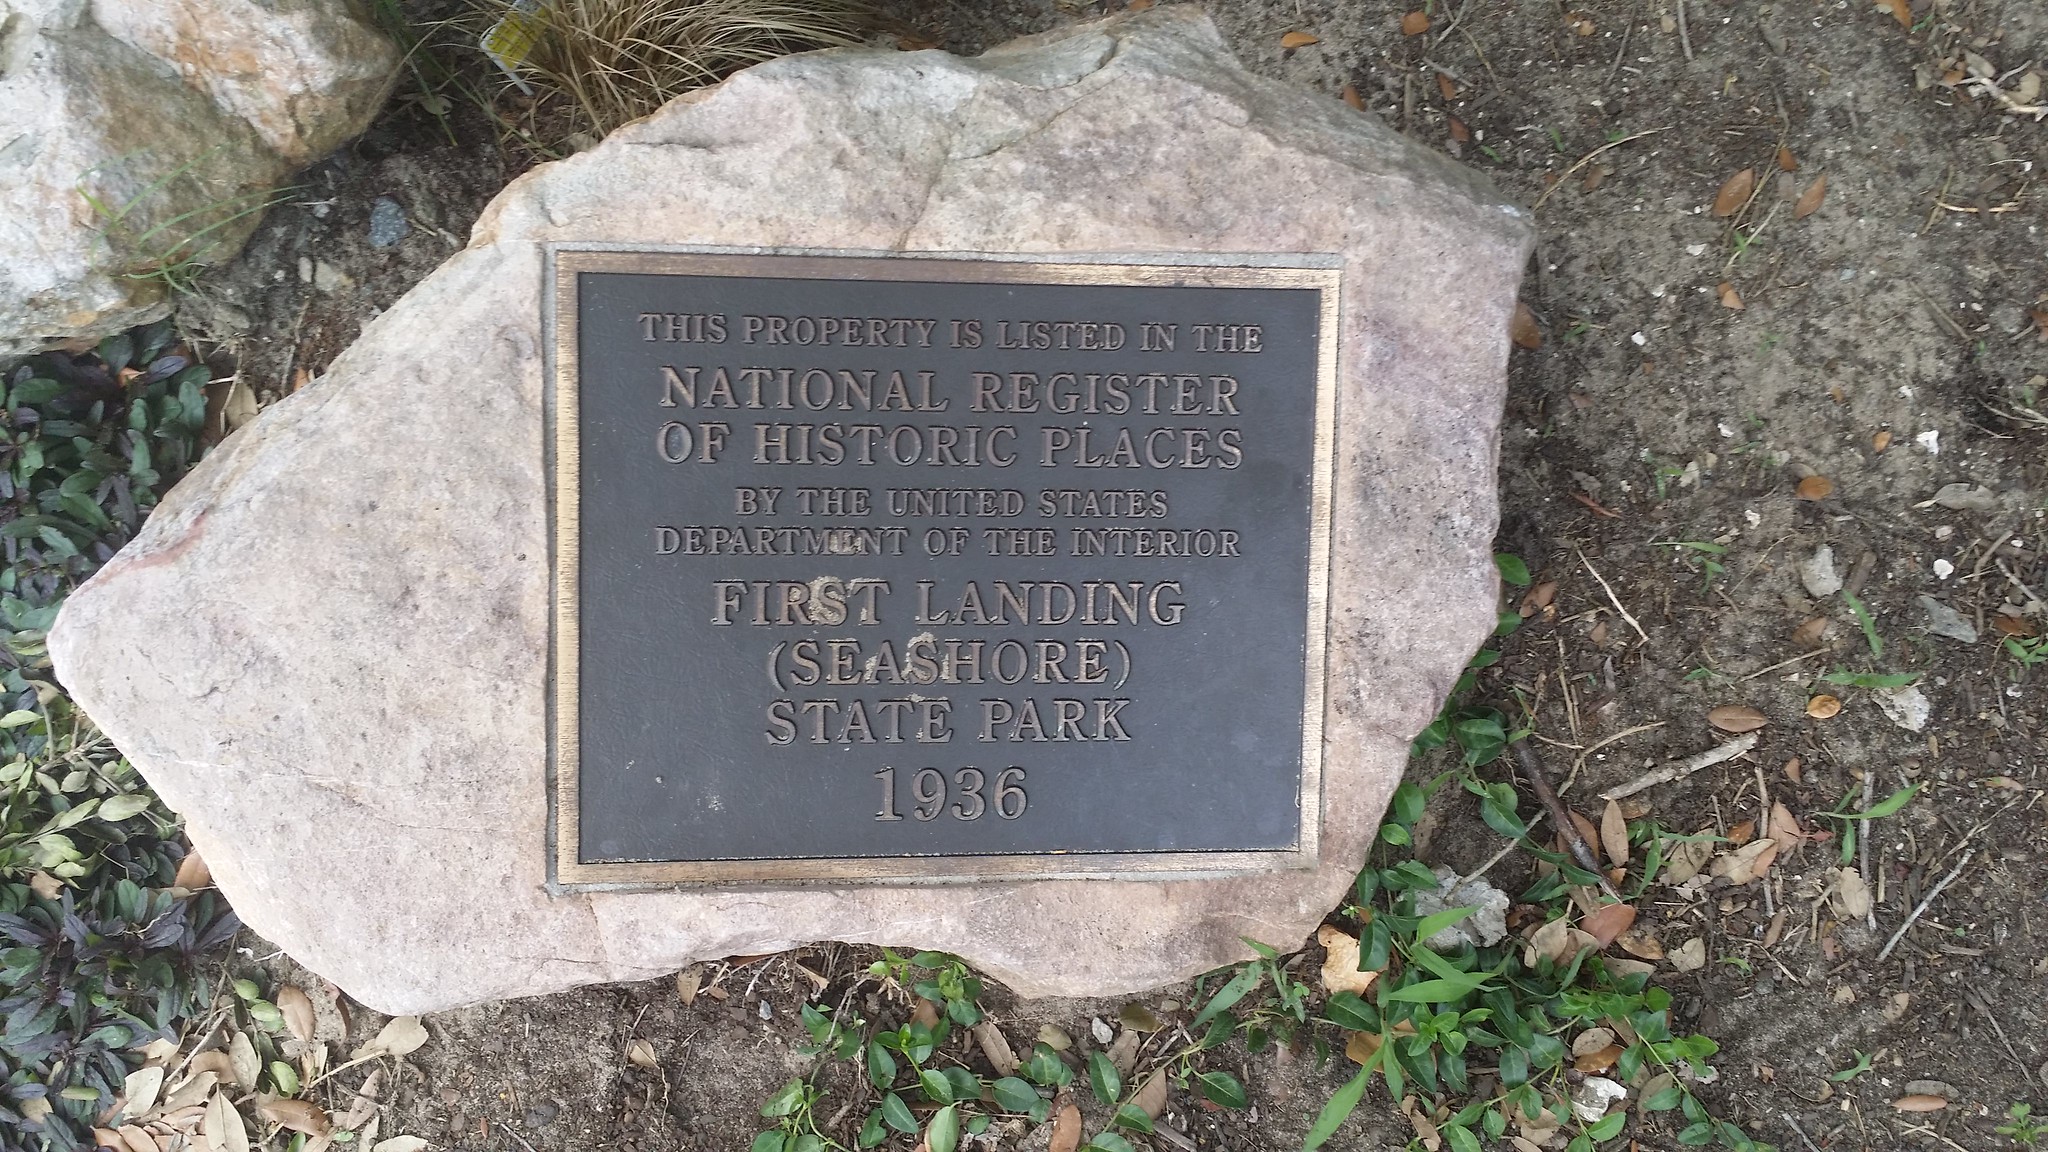 THIS PROPERTY IS LISTED IN THE
NATIONAL REGISTER
OF HISTORIC PLACES
BY THE UNITED STATES
DEPARTMENT OF THE INTERIOR
FIRST LANDING
(SEASHORE)
STATE PARK
1936